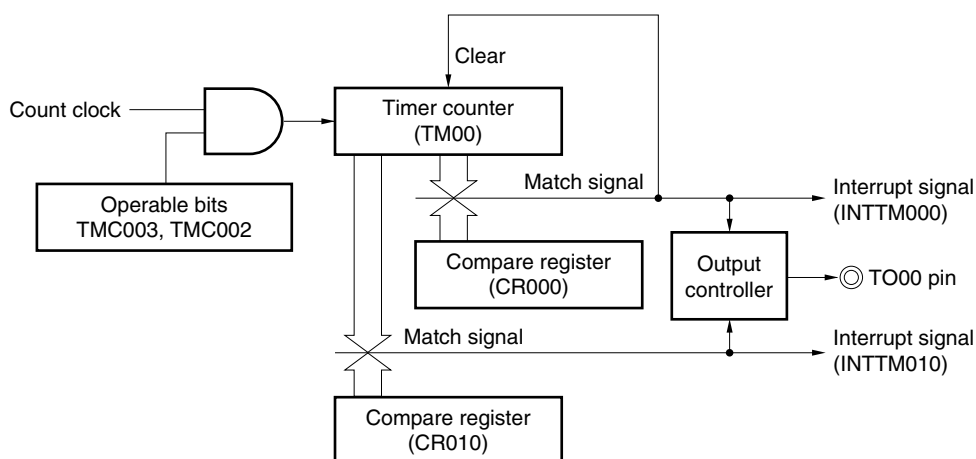 Clear
Count clock
Timer counter
(TM00)
Operable bits
TMC003, TMC002
Match signal
Interrupt signal
(INTTM000)
Compare register
(CR000)
Output
controller
TO00 pin
Match signal
Interrupt signal
(INTTM010)
Compare register
(CR010)